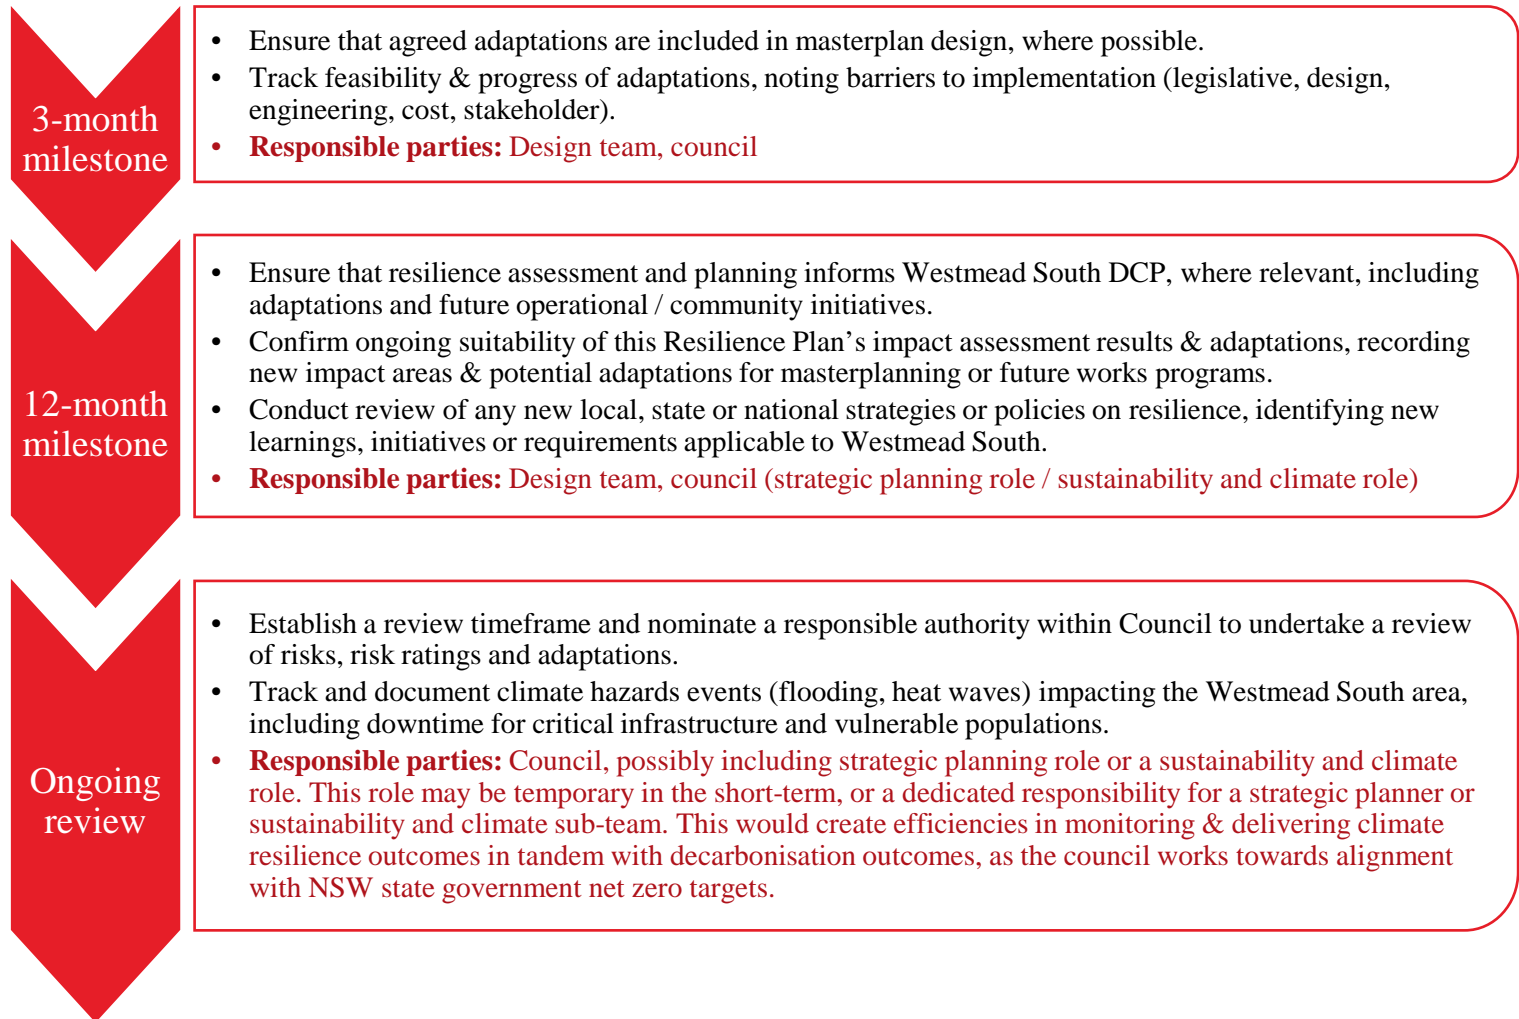 3-month
milestone
• Ensure that agreed adaptations are included in masterplan design, where possible.
• Track feasibility & progress of adaptations, noting barriers to implementation (legislative, design,
engineering, cost, stakeholder).
• Responsible parties: Design team, council
12-month
milestone
• Ensure that resilience assessment and planning informs Westmead South DCP, where relevant, including
adaptations and future operational / community initiatives.
• Confirm ongoing suitability of this Resilience Plan’s impact assessment results & adaptations, recording
new impact areas & potential adaptations for masterplanning or future works programs.
• Conduct review of any new local, state or national strategies or policies on resilience, identifying new
learnings, initiatives or requirements applicable to Westmead South.
• Responsible parties: Design team, council (strategic planning role / sustainability and climate role)
Ongoing
review
• Establish a review timeframe and nominate a responsible authority within Council to undertake a review
of risks, risk ratings and adaptations.
• Track and document climate hazards events (flooding, heat waves) impacting the Westmead South area,
including downtime for critical infrastructure and vulnerable populations.
• Responsible parties: Council, possibly including strategic planning role or a sustainability and climate
role. This role may be temporary in the short-term, or a dedicated responsibility for a strategic planner or
sustainability and climate sub-team. This would create efficiencies in monitoring & delivering climate
resilience outcomes in tandem with decarbonisation outcomes, as the council works towards alignment
with NSW state government net zero targets.